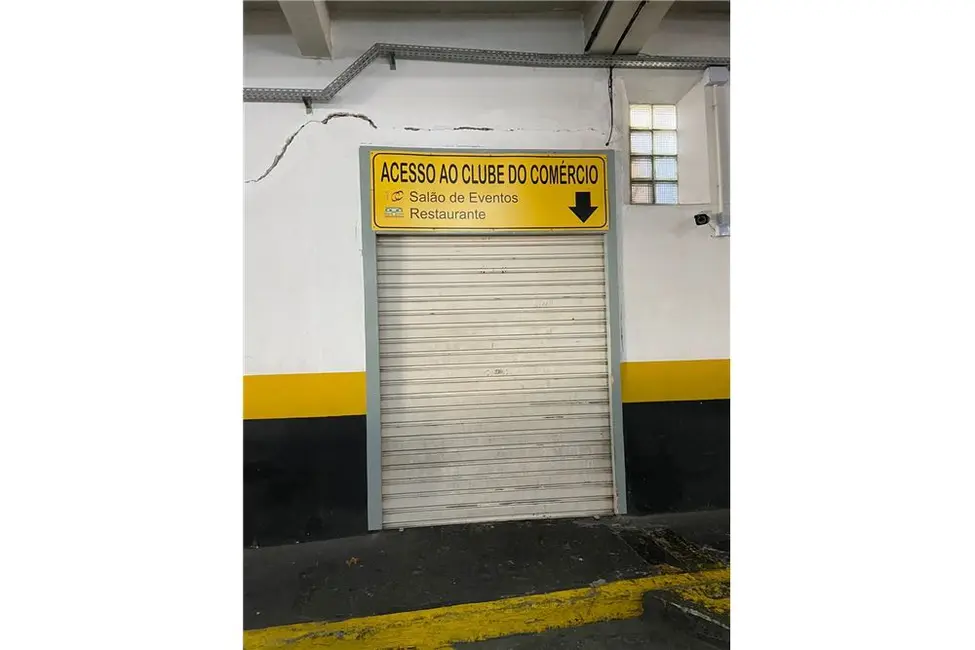 ACESSO AO CLUBE DO COMÉRCIO
Salão de Eventos
Restaurante